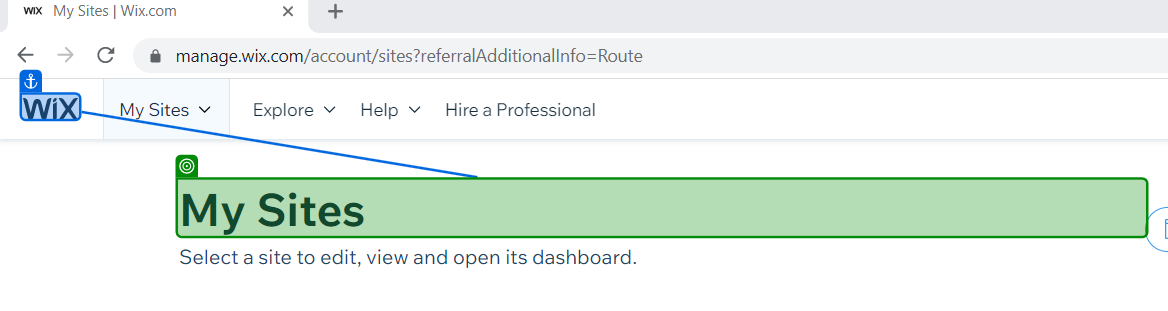 WiX My Sites | Wix.com
manage.wix.com/account/sites?referralAdditionalInfo=Route
WiX My Sites Explore Help Hire a Professional
My Sites
Select a site to edit, view and open its dashboard.